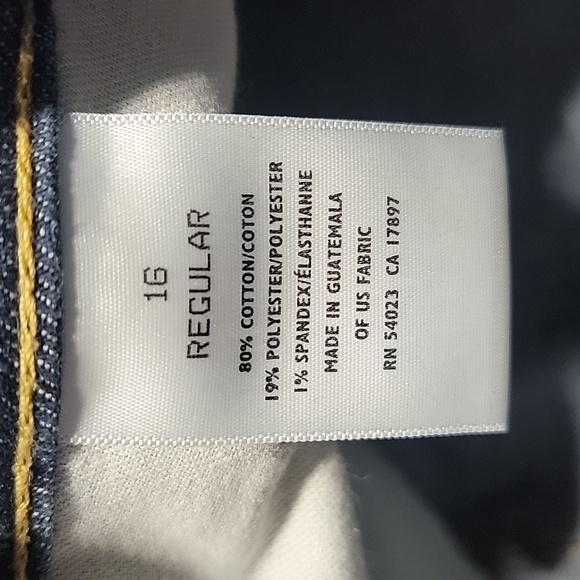 16
REGULAR
80% COTTON/COTON
19% POLYESTER/POLYESTER
1% SPANDEX/ÉLASTHANNE
MADE IN GUATEMALA
OF US FABRIC
RN 54023 CA 17897